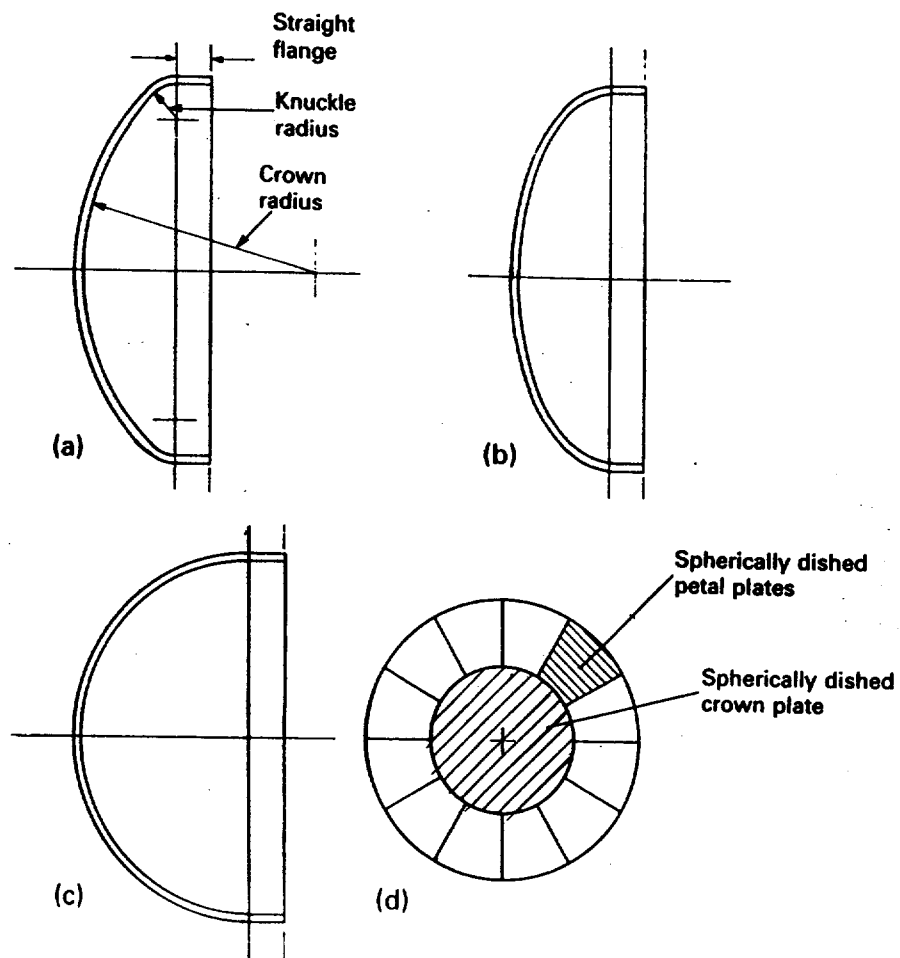 Straight
flange
Knuckle
radius
Crown
radius
(a)
(b)
Spherically dished
petal plates
Spherically dished
crown plate
(c)
(d)